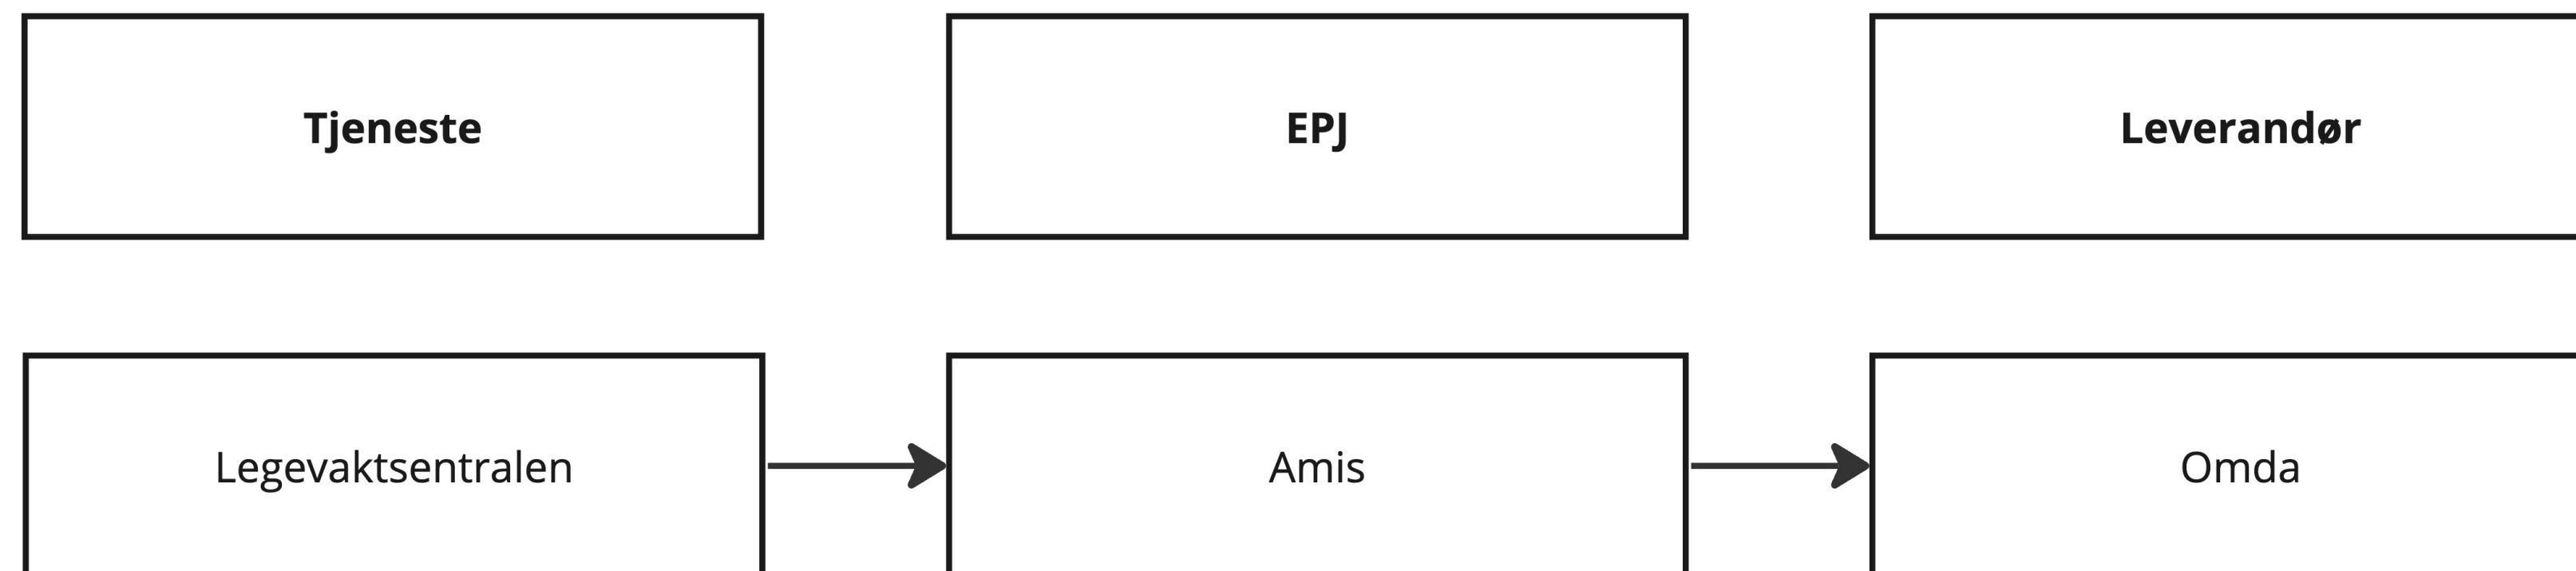 Tjeneste
EPJ
Leverandør
Legevaktsentralen
Amis
Omda